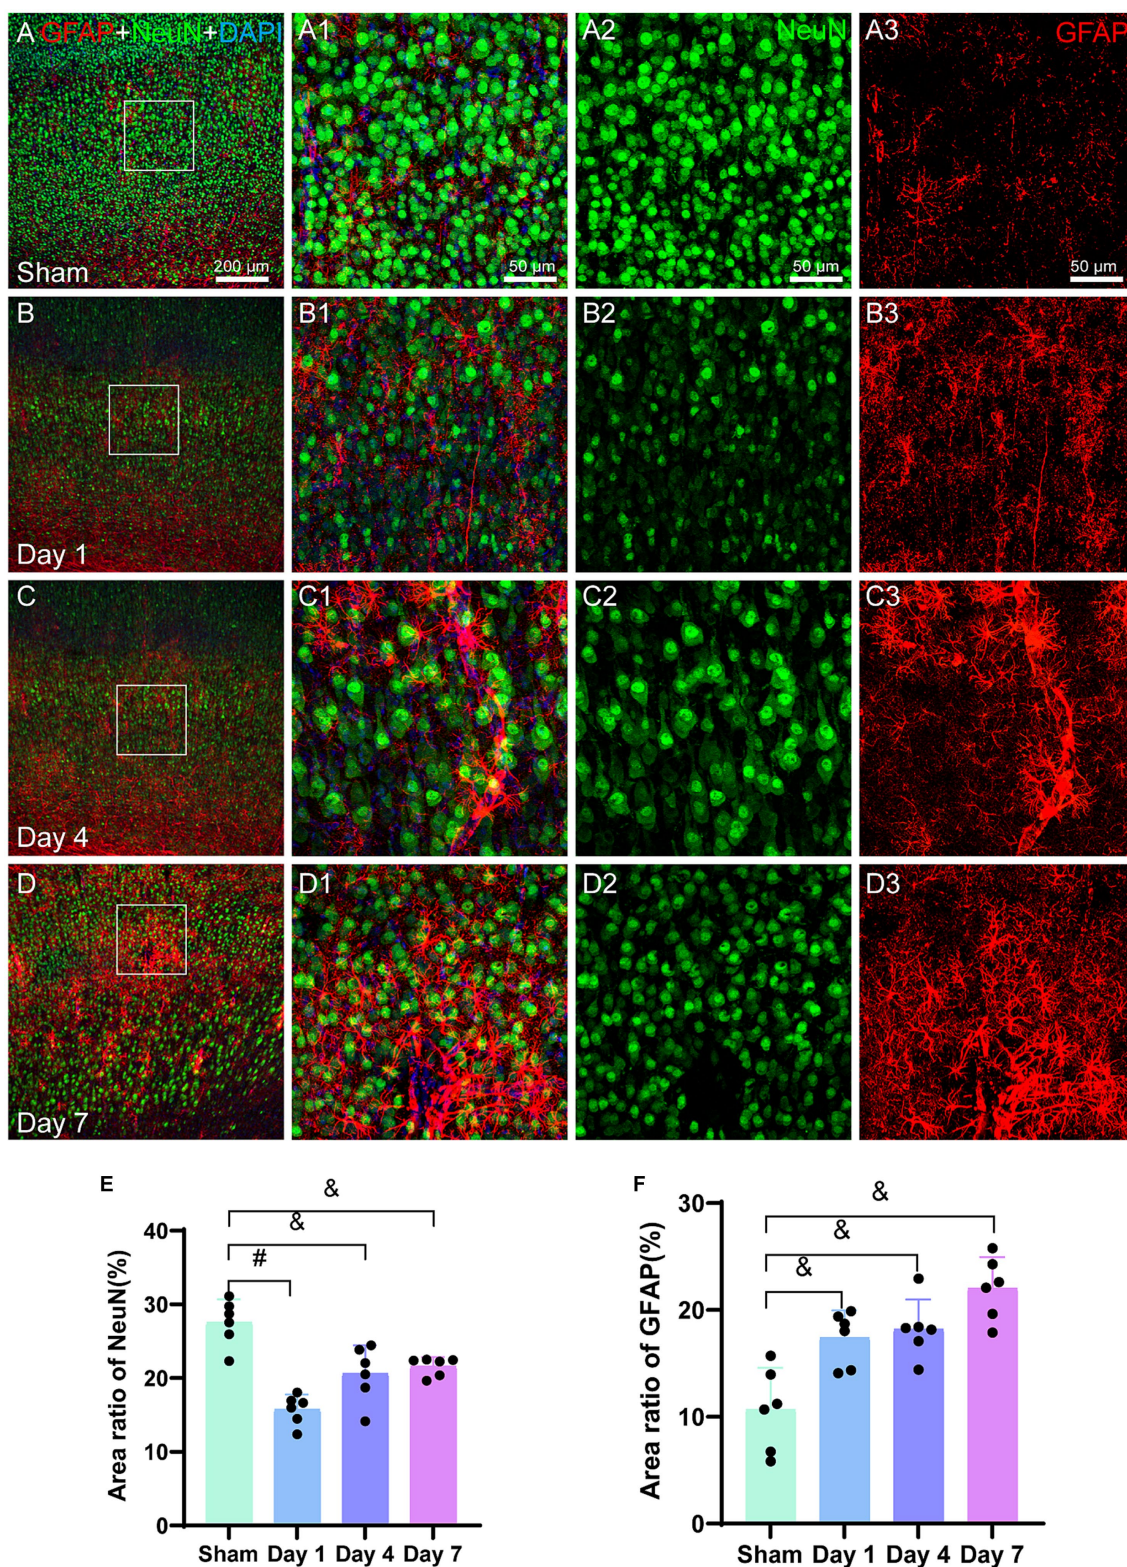 A GFAP+NeuN+DAPI
A1
A2 NeuN
A3 GFAP
Sham 200 µm
50 µm
50 µm
50 µm
B
B1
B2
B3
Day 1
C
C1
C2
C3
Day 4
D
D1
D2
D3
Day 7
E
&
&
#
Area ratio of NeuN(%)
40
30
20
10
0
Sham Day 1 Day 4 Day 7
F
&
&
&
Area ratio of GFAP(%)
30
20
10
0
Sham Day 1 Day 4 Day 7